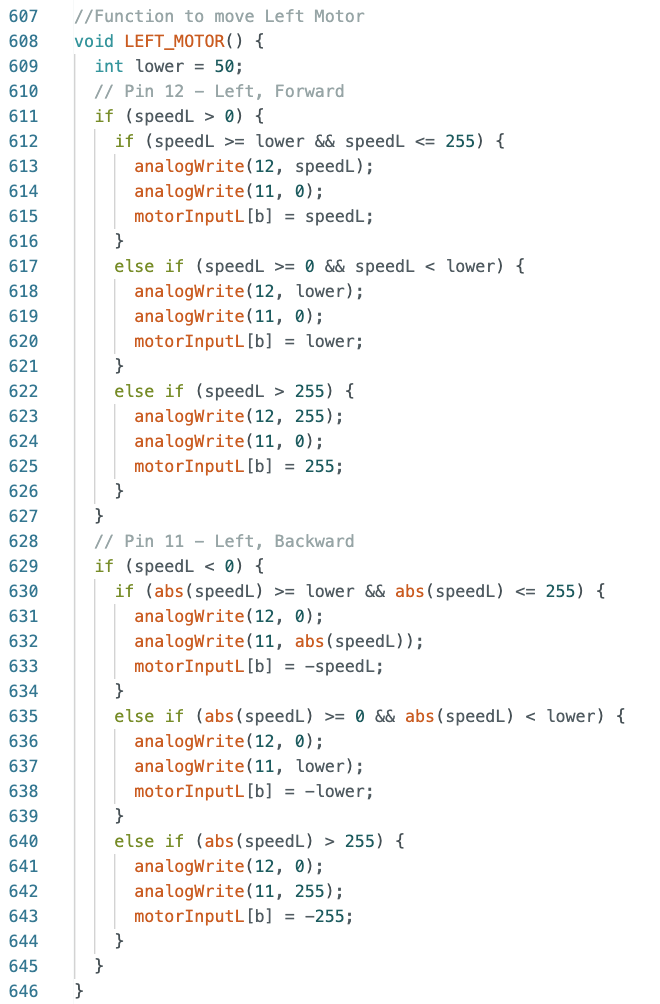 607 //Function to move Left Motor
608 void LEFT_MOTOR() {
609   int lower = 50;
610   // Pin 12 – Left, Forward
611   if (speedL > 0) {
612     if (speedL >= lower && speedL <= 255) {
613       analogWrite(12, speedL);
614       analogWrite(11, 0);
615       motorInputL[b] = speedL;
616     }
617     else if (speedL >= 0 && speedL < lower) {
618       analogWrite(12, lower);
619       analogWrite(11, 0);
620       motorInputL[b] = lower;
621     }
622     else if (speedL > 255) {
623       analogWrite(12, 255);
624       analogWrite(11, 0);
625       motorInputL[b] = 255;
626     }
627   }
628   // Pin 11 – Left, Backward
629   if (speedL < 0) {
630     if (abs(speedL) >= lower && abs(speedL) <= 255) {
631       analogWrite(12, 0);
632       analogWrite(11, abs(speedL));
633       motorInputL[b] = -speedL;
634     }
635     else if (abs(speedL) >= 0 && abs(speedL) < lower) {
636       analogWrite(12, 0);
637       analogWrite(11, lower);
638       motorInputL[b] = -lower;
639     }
640     else if (abs(speedL) > 255) {
641       analogWrite(12, 0);
642       analogWrite(11, 255);
643       motorInputL[b] = -255;
644     }
645   }
646 }